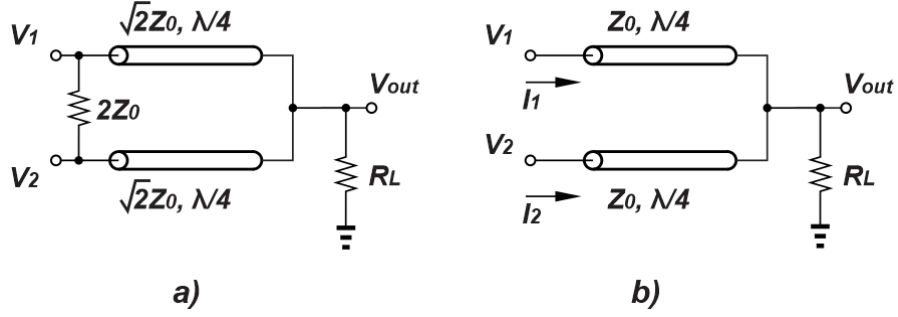 √2Z0, λ/4
V1
Vout
2Z0
RL
V2
√2Z0, λ/4
a)
Z0, λ/4
V1
I1
Vout
V2
RL
I2
Z0, λ/4
b)